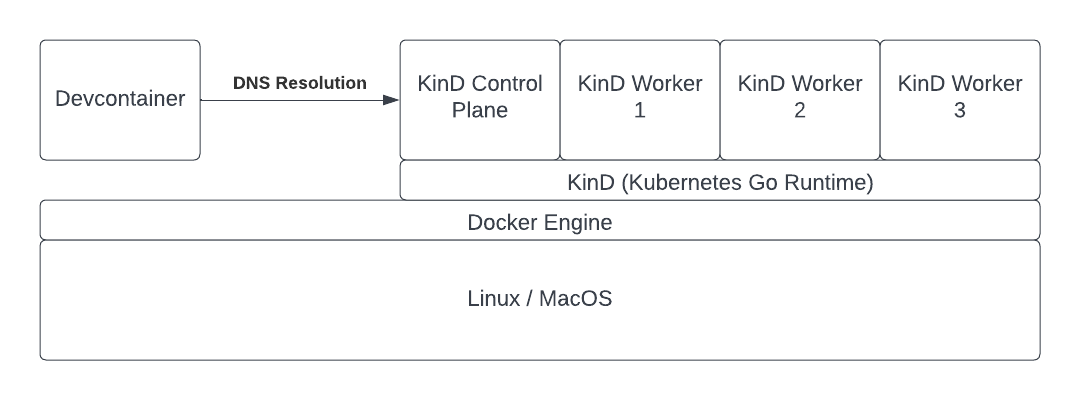 Devcontainer
DNS Resolution
KinD Control
Plane
KinD Worker
1
KinD Worker
2
KinD Worker
3
KinD (Kubernetes Go Runtime)
Docker Engine
Linux / MacOS